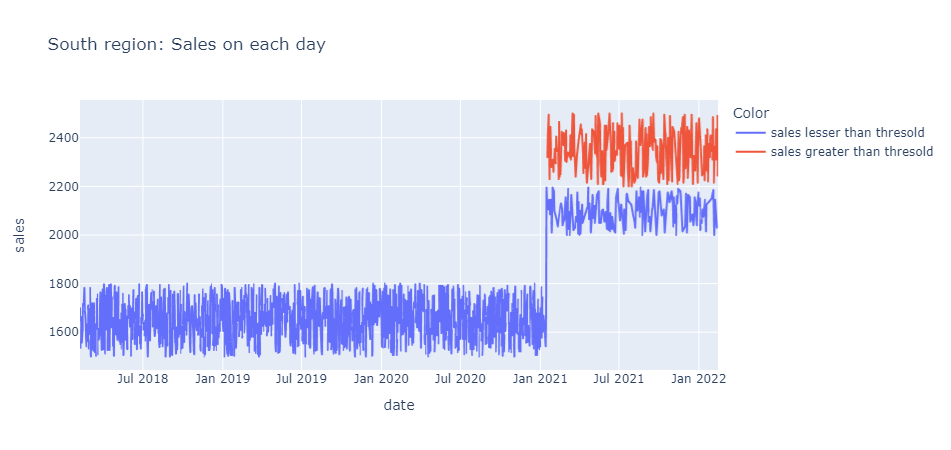 South region: Sales on each day
Color
sales lesser than thresold
sales greater than thresold
sales
2400
2200
2000
1800
1600
Jul 2018
Jan 2019
Jul 2019
Jan 2020
Jul 2020
Jan 2021
Jul 2021
Jan 2022
date